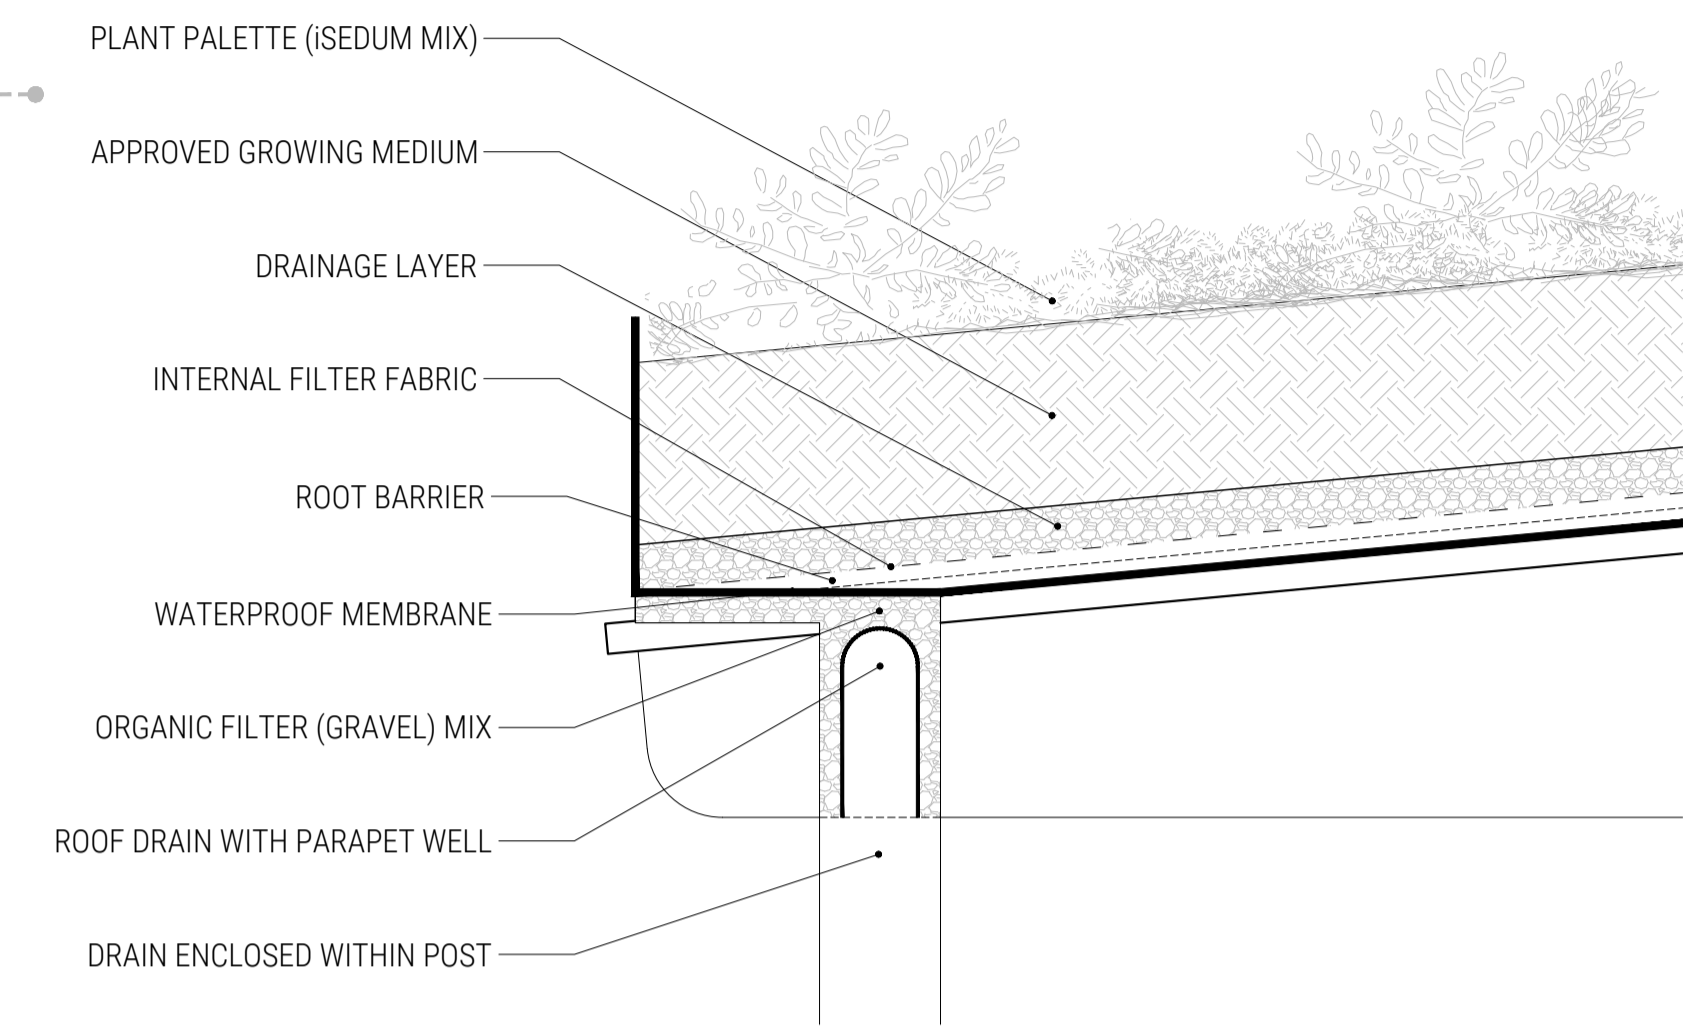 PLANT PALETTE (iSEDUM MIX)
APPROVED GROWING MEDIUM
DRAINAGE LAYER
INTERNAL FILTER FABRIC
ROOT BARRIER
WATERPROOF MEMBRANE
ORGANIC FILTER (GRAVEL) MIX
ROOF DRAIN WITH PARAPET WELL
DRAIN ENCLOSED WITHIN POST